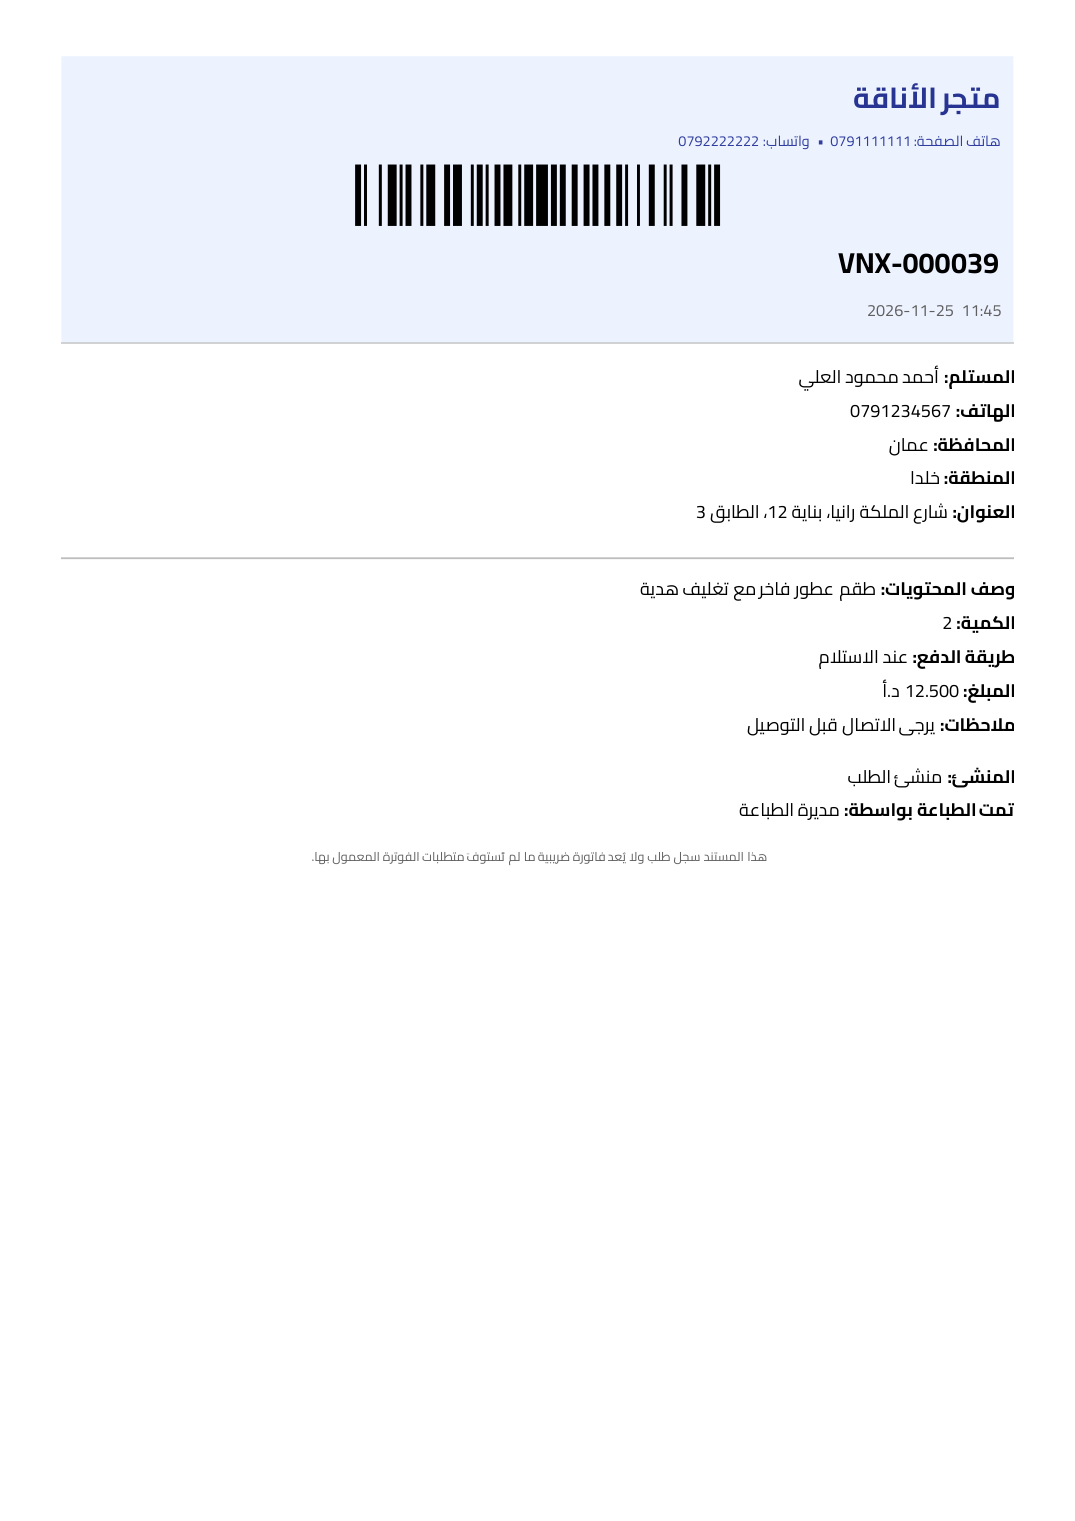 متجر الأناقة
هاتف الصفحة: 0791111111 • واتساب: 0792222222
VNX-000039
2026-11-25 11:45
المستلم: أحمد محمود العلي
الهاتف: 0791234567
المحافظة: عمان
المنطقة: خلدا
العنوان: شارع الملكة رانيا، بناية 12، الطابق 3
وصف المحتويات: طقم عطور فاخر مع تغليف هدية
الكمية: 2
طريقة الدفع: عند الاستلام
المبلغ: 12.500 د.أ
ملاحظات: يرجى الاتصال قبل التوصيل
المنشئ: منشئ الطلب
تمت الطباعة بواسطة: مديرة الطباعة
هذا المستند سجل طلب ولا يُعد فاتورة ضريبية ما لم تُستوفَ متطلبات الفوترة المعمول بها.